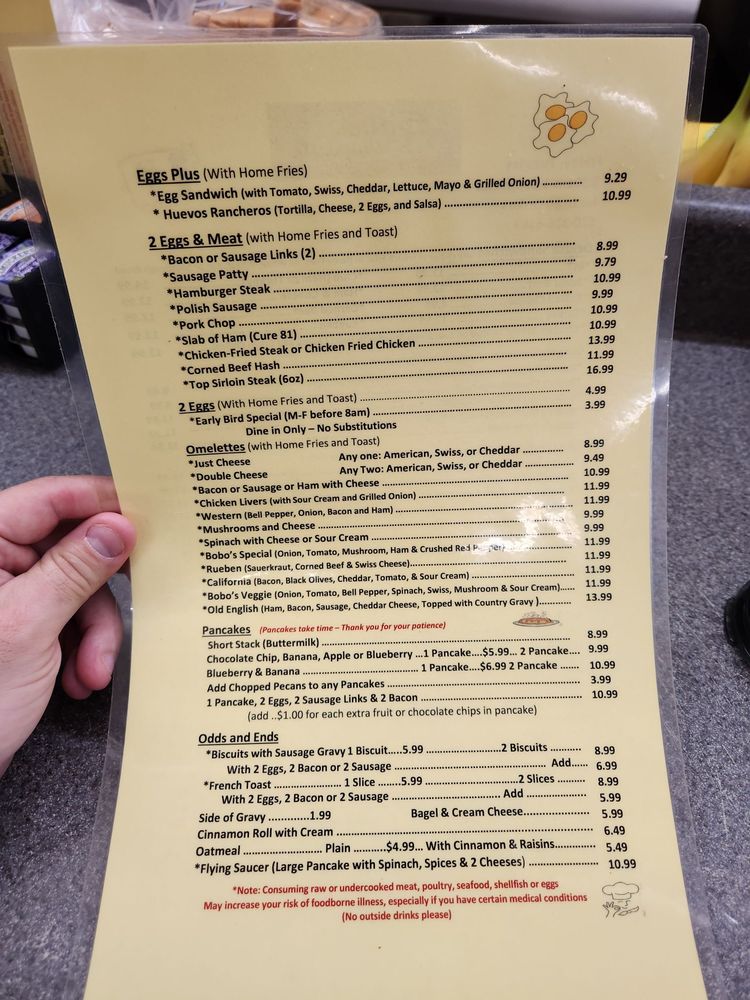 Eggs Plus (With Home Fries)
*Egg Sandwich (with Tomato, Swiss, Cheddar, Lettuce, Mayo & Grilled Onion) .............. 9.29
* Huevos Rancheros (Tortilla, Cheese, 2 Eggs, and Salsa) ................................................ 10.99
2 Eggs & Meat (with Home Fries and Toast)
*Bacon or Sausage Links (2) ........................................................................ 8.99
*Sausage Patty ........................................................................ 9.79
*Hamburger Steak ........................................................................ 10.99
*Polish Sausage ........................................................................ 9.99
*Pork Chop ........................................................................ 10.99
*Slab of Ham (Cure 81) ........................................................................ 10.99
*Chicken-Fried Steak or Chicken Fried Chicken ................................................ 13.99
*Corned Beef Hash ........................................................................ 11.99
*Top Sirloin Steak (6oz) ........................................................................ 16.99
2 Eggs (With Home Fries and Toast) ................................................ 4.99
*Early Bird Special (M-F before 8am) ................................................ 3.99
Dine in Only – No Substitutions
Omelettes (with Home Fries and Toast)
*Just Cheese Any one: American, Swiss, or Cheddar .............. 8.99
*Double Cheese Any Two: American, Swiss, or Cheddar .............. 9.49
*Bacon or Sausage or Ham with Cheese ................................................ 10.99
*Chicken Livers (with Sour Cream and Grilled Onion) ................................................ 11.99
*Western (Bell Pepper, Onion, Bacon and Ham) ................................................ 11.99
*Mushrooms and Cheese ................................................ 9.99
*Spinach with Cheese or Sour Cream ................................................ 9.99
*Bobo's Special (Onion, Tomato, Mushroom, Ham & Crushed Red Pepper) .............. 11.99
*Rueben (Sauerkraut, Corned Beef & Swiss Cheese)................................................ 11.99
*California (Bacon, Black Olives, Cheddar, Tomato, & Sour Cream) .............................. 11.99
*Bobo's Veggie (Onion, Tomato, Bell Pepper, Spinach, Swiss, Mushroom & Sour Cream)..... 11.99
*Old English (Ham, Bacon, Sausage, Cheddar Cheese, Topped with Country Gravy )........... 13.99
Pancakes (Pancakes take time – Thank you for your patience)
Short Stack (Buttermilk) ........................................................................ 8.99
Chocolate Chip, Banana, Apple or Blueberry ...1 Pancake....$5.99... 2 Pancake.... 9.99
Blueberry & Banana ........................................ 1 Pancake....$6.99 2 Pancake ...... 10.99
Add Chopped Pecans to any Pancakes ................................................ 3.99
1 Pancake, 2 Eggs, 2 Sausage Links & 2 Bacon ................................................ 10.99
(add ..$1.00 for each extra fruit or chocolate chips in pancake)
Odds and Ends
*Biscuits with Sausage Gravy 1 Biscuit.....5.99 ....................2 Biscuits .......... 8.99
With 2 Eggs, 2 Bacon or 2 Sausage ........................................ Add..... 6.99
*French Toast .................... 1 Slice .....5.99 ..............................2 Slices ........ 8.99
With 2 Eggs, 2 Bacon or 2 Sausage .............................. Add ................. 5.99
Side of Gravy ............1.99 Bagel & Cream Cheese................. 5.99
Cinnamon Roll with Cream ........................................................................ 6.49
Oatmeal ....................... Plain ..........$4.99... With Cinnamon & Raisins............ 5.49
*Flying Saucer (Large Pancake with Spinach, Spices & 2 Cheeses) .................... 10.99
*Note: Consuming raw or undercooked meat, poultry, seafood, shellfish or eggs
May increase your risk of foodborne illness, especially if you have certain medical conditions
(No outside drinks please)